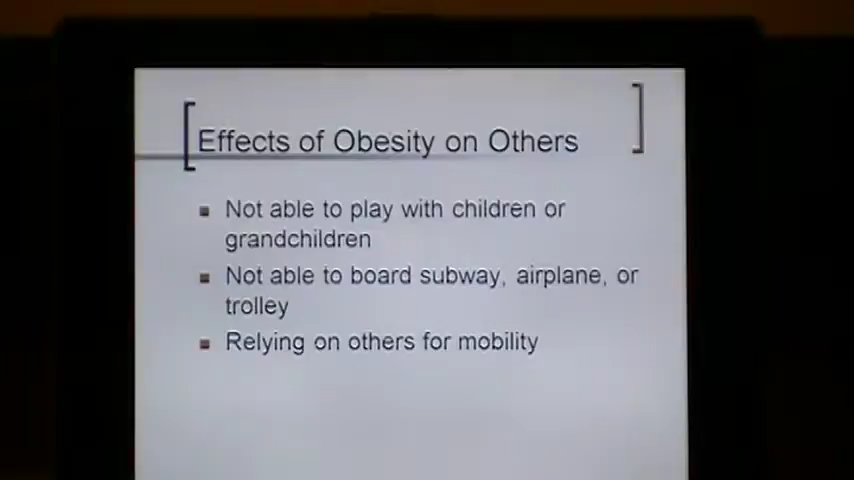 Effects of Obesity on Others
Not able to play with children or
grandchildren
Not able to board subway, airplane, or
trolley
Relying on others for mobility